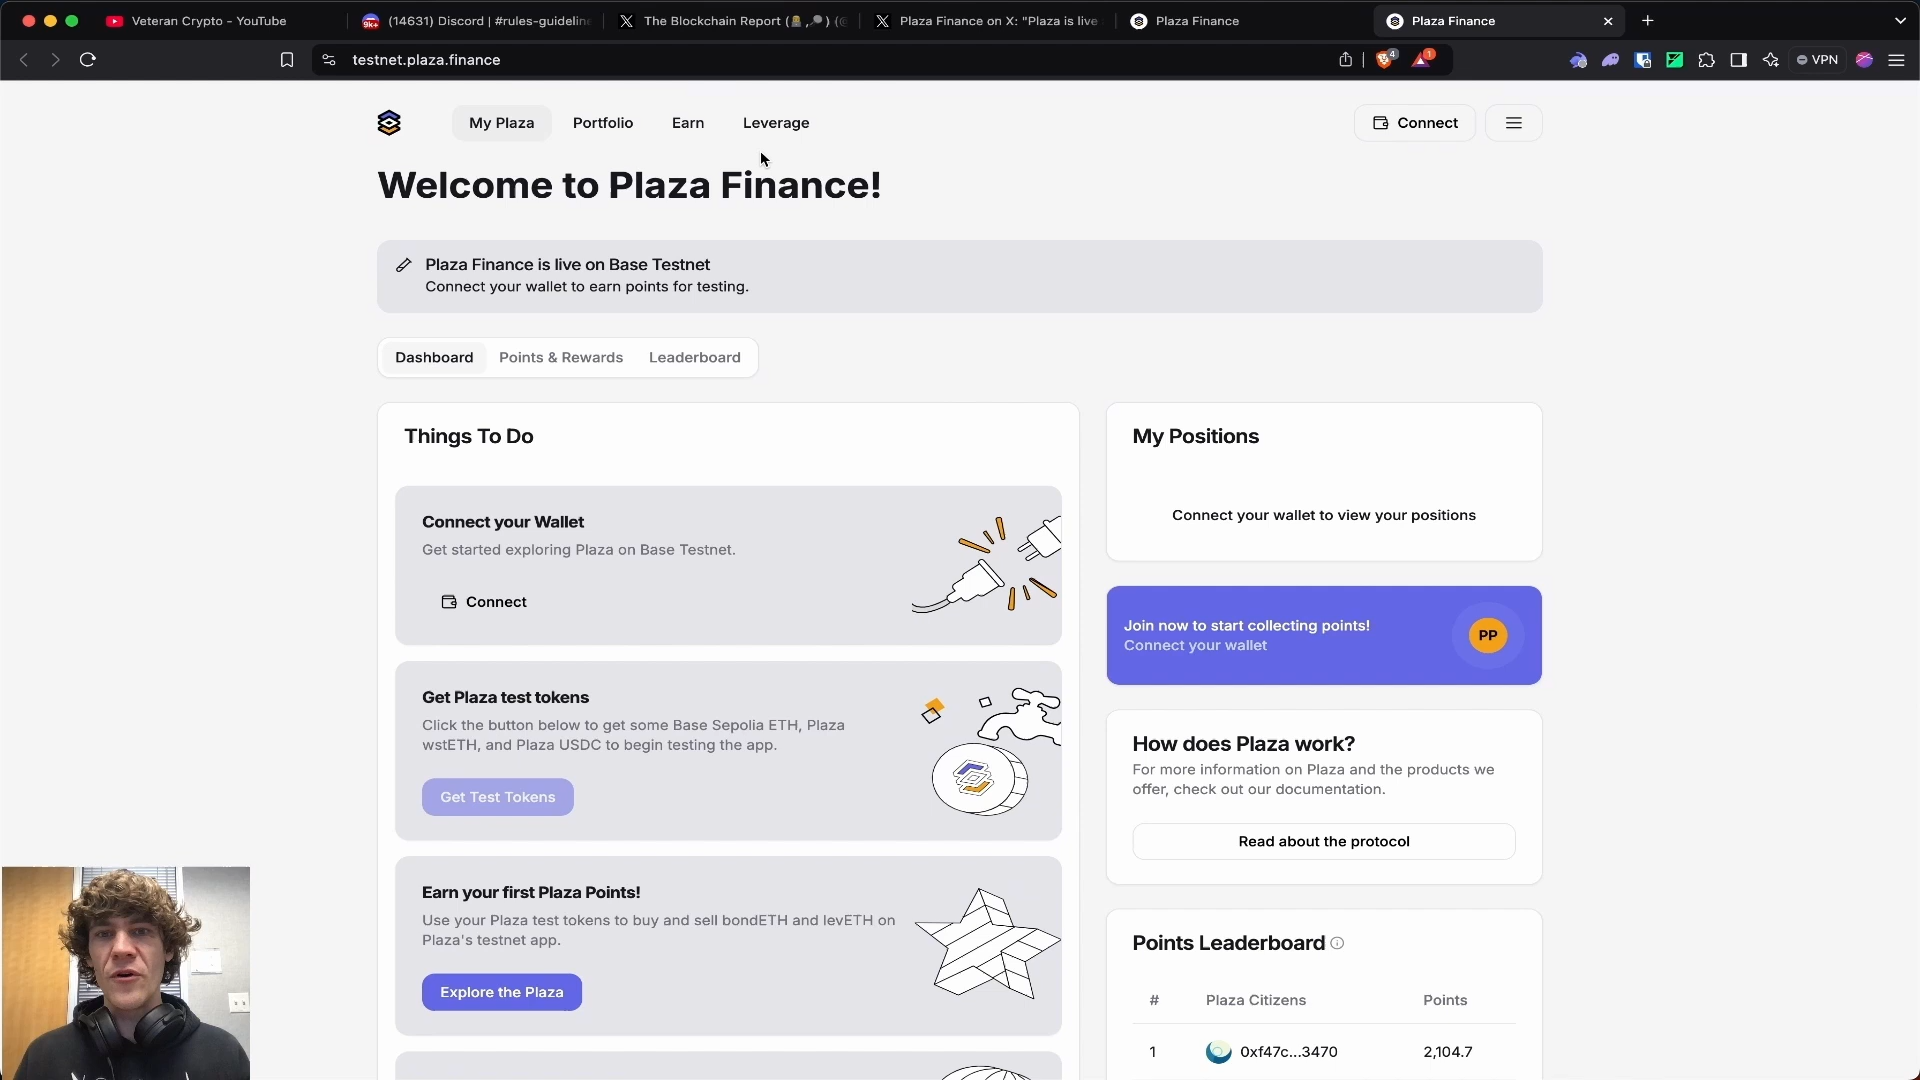 Veteran Crypto - YouTube
(14631) Discord | #rules-guideline
The Blockchain Report
Plaza Finance on X: "Plaza is live
Plaza Finance
Plaza Finance
9k+
testnet.plaza.finance
4
1
VPN
My Plaza
Portfolio
Earn
Leverage
Connect
Welcome to Plaza Finance!
Plaza Finance is live on Base Testnet
Connect your wallet to earn points for testing.
Dashboard
Points & Rewards
Leaderboard
Things To Do
Connect your Wallet
Get started exploring Plaza on Base Testnet.
Connect
Get Plaza test tokens
Click the button below to get some Base Sepolia ETH, Plaza
wstETH, and Plaza USDC to begin testing the app.
Get Test Tokens
Earn your first Plaza Points!
Use your Plaza test tokens to buy and sell bondETH and levETH on
Plaza's testnet app.
Explore the Plaza
My Positions
Connect your wallet to view your positions
Join now to start collecting points!
Connect your wallet
PP
How does Plaza work?
For more information on Plaza and the products we
offer, check out our documentation.
Read about the protocol
Points Leaderboard
# Plaza Citizens Points
1 0xf47c...3470 2,104.7